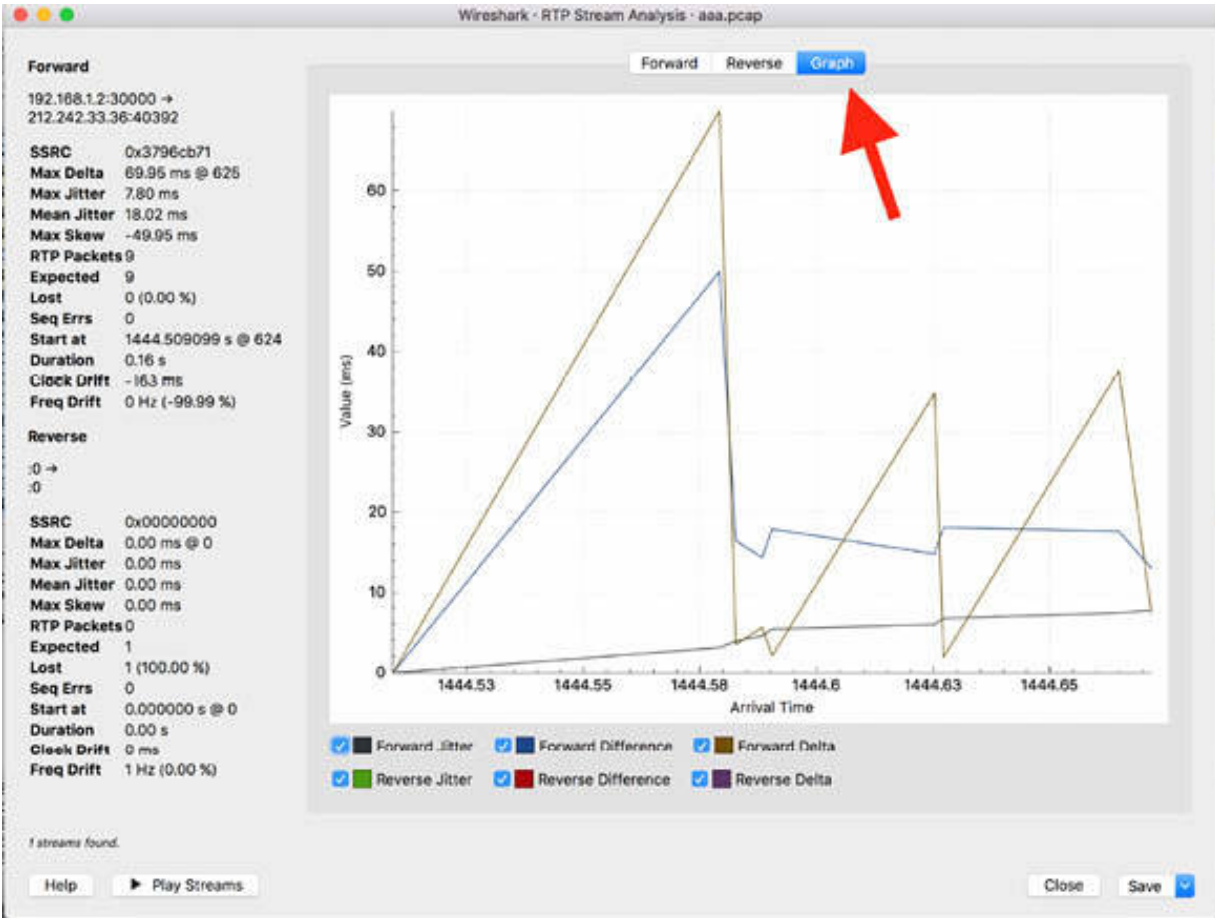 Wireshark · RTP Stream Analysis · aaa.pcap
Forward Reverse Graph
Forward
192.168.1.2:30000 →
212.242.33.36:40392
SSRC 0x3796cb71
Max Delta 69.95 ms @ 625
Max Jitter 7.80 ms
Mean Jitter 18.02 ms
Max Skew -49.95 ms
RTP Packets 9
Expected 9
Lost 0 (0.00 %)
Seq Errs 0
Start at 1444.509099 s @ 624
Duration 0.16 s
Clock Drift -163 ms
Freq Drift 0 Hz (-99.99 %)
Reverse
:0 →
:0
SSRC 0x00000000
Max Delta 0.00 ms @ 0
Max Jitter 0.00 ms
Mean Jitter 0.00 ms
Max Skew 0.00 ms
RTP Packets 0
Expected 1
Lost 1 (100.00 %)
Seq Errs 0
Start at 0.000000 s @ 0
Duration 0.00 s
Clock Drift 0 ms
Freq Drift 1 Hz (0.00 %)
1 streams found.
Value (ms)
60
50
40
30
20
10
0
1444.53 1444.55 1444.58 1444.6 1444.63 1444.65
Arrival Time
Forward Jitter Forward Difference Forward Delta
Reverse Jitter Reverse Difference Reverse Delta
Help Play Streams Close Save